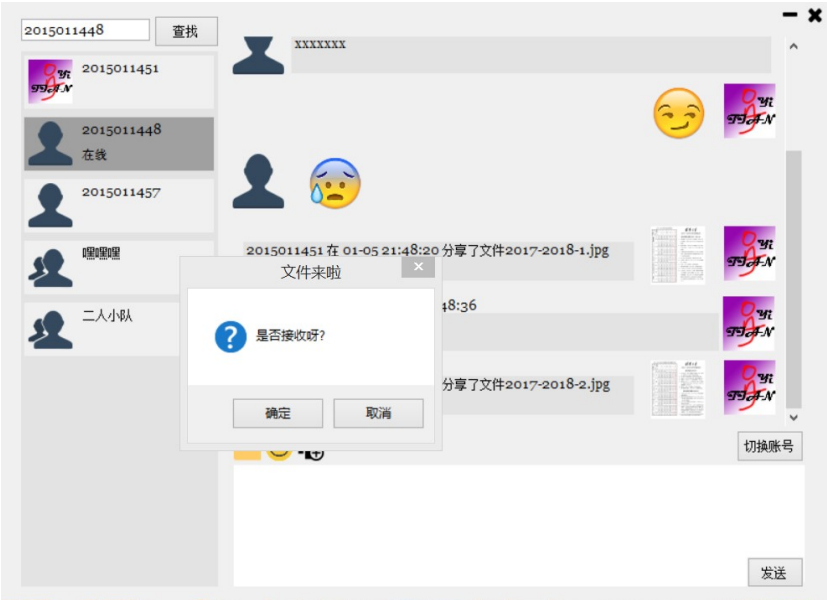 2015011448
查找
2015011451
2015011448
在线
2015011457
嘿嘿嘿
二人小队
xxxxxxx
2015011451 在 01-05 21:48:20 分享了文件2017-2018-1.jpg
48:36
分享了文件2017-2018-2.jpg
文件来啦
是否接收呀?
确定
取消
切换账号
发送